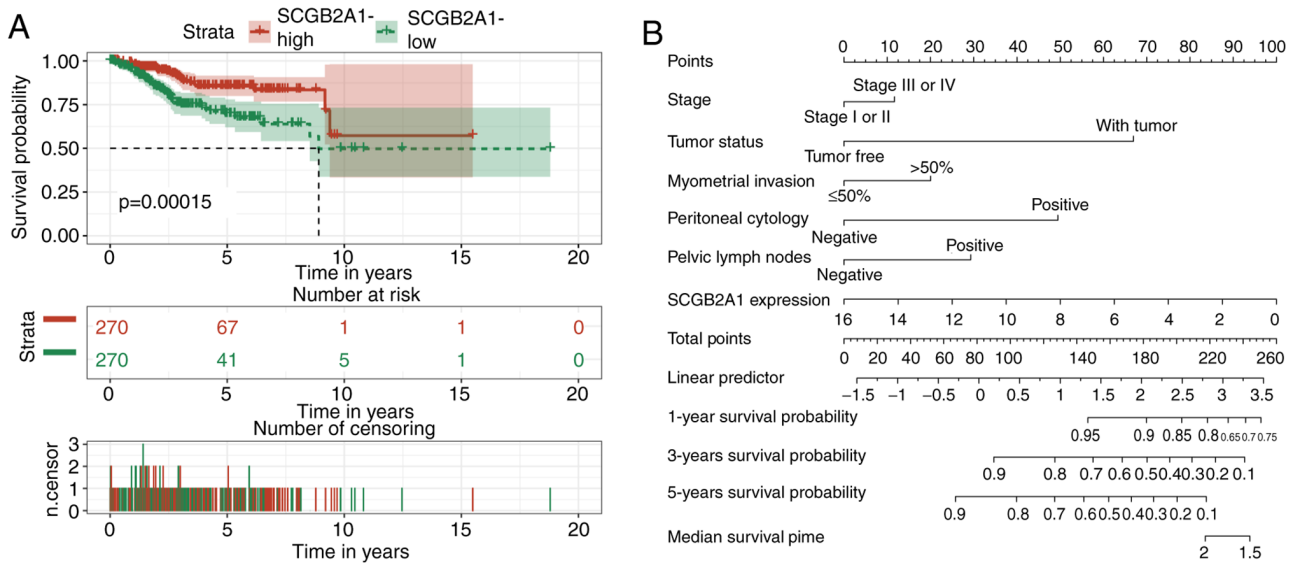 A
Strata
SCGB2A1-
high
SCGB2A1-
low
Survival probability
1.00
0.75
0.50
0.25
0.00
p=0.00015
0 5 10 15 20
Time in years
Number at risk
Strata
270 67 1 1 0
270 41 5 1 0
0 5 10 15 20
Time in years
Number of censoring
n.censor
3
2
1
0
0 5 10 15 20
Time in years
B
Points
0 10 20 30 40 50 60 70 80 90 100
Stage
Stage III or IV
Stage I or II
Tumor status
With tumor
Tumor free
Myometrial invasion
>50%
≤50%
Peritoneal cytology
Positive
Negative
Pelvic lymph nodes
Positive
Negative
SCGB2A1 expression
16 14 12 10 8 6 4 2 0
Total points
0 20 40 60 80 100 140 180 220 260
Linear predictor
−1.5 −1 −0.5 0 0.5 1 1.5 2 2.5 3 3.5
1-year survival probability
0.95 0.9 0.85 0.8 0.65 0.7 0.75
3-years survival probability
0.9 0.8 0.7 0.6 0.5 0.4 0.3 0.2 0.1
5-years survival probability
0.9 0.8 0.7 0.6 0.5 0.4 0.3 0.2 0.1
Median survival pime
2 1.5